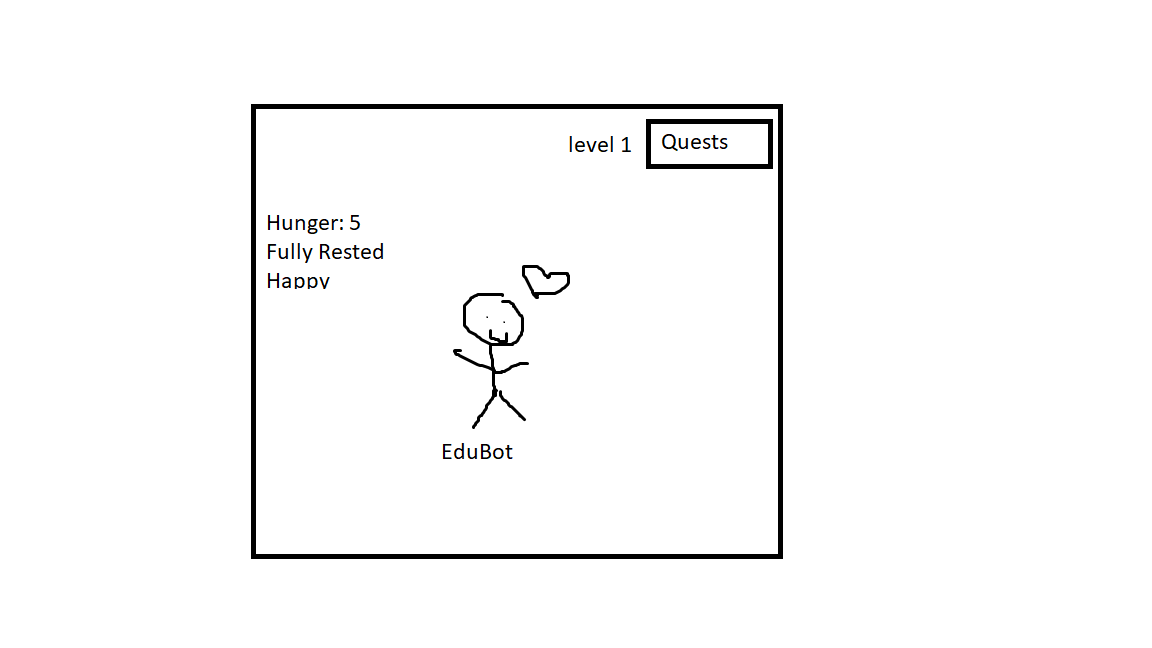 level 1
Quests
Hunger: 5
Fully Rested
Happy
EduBot